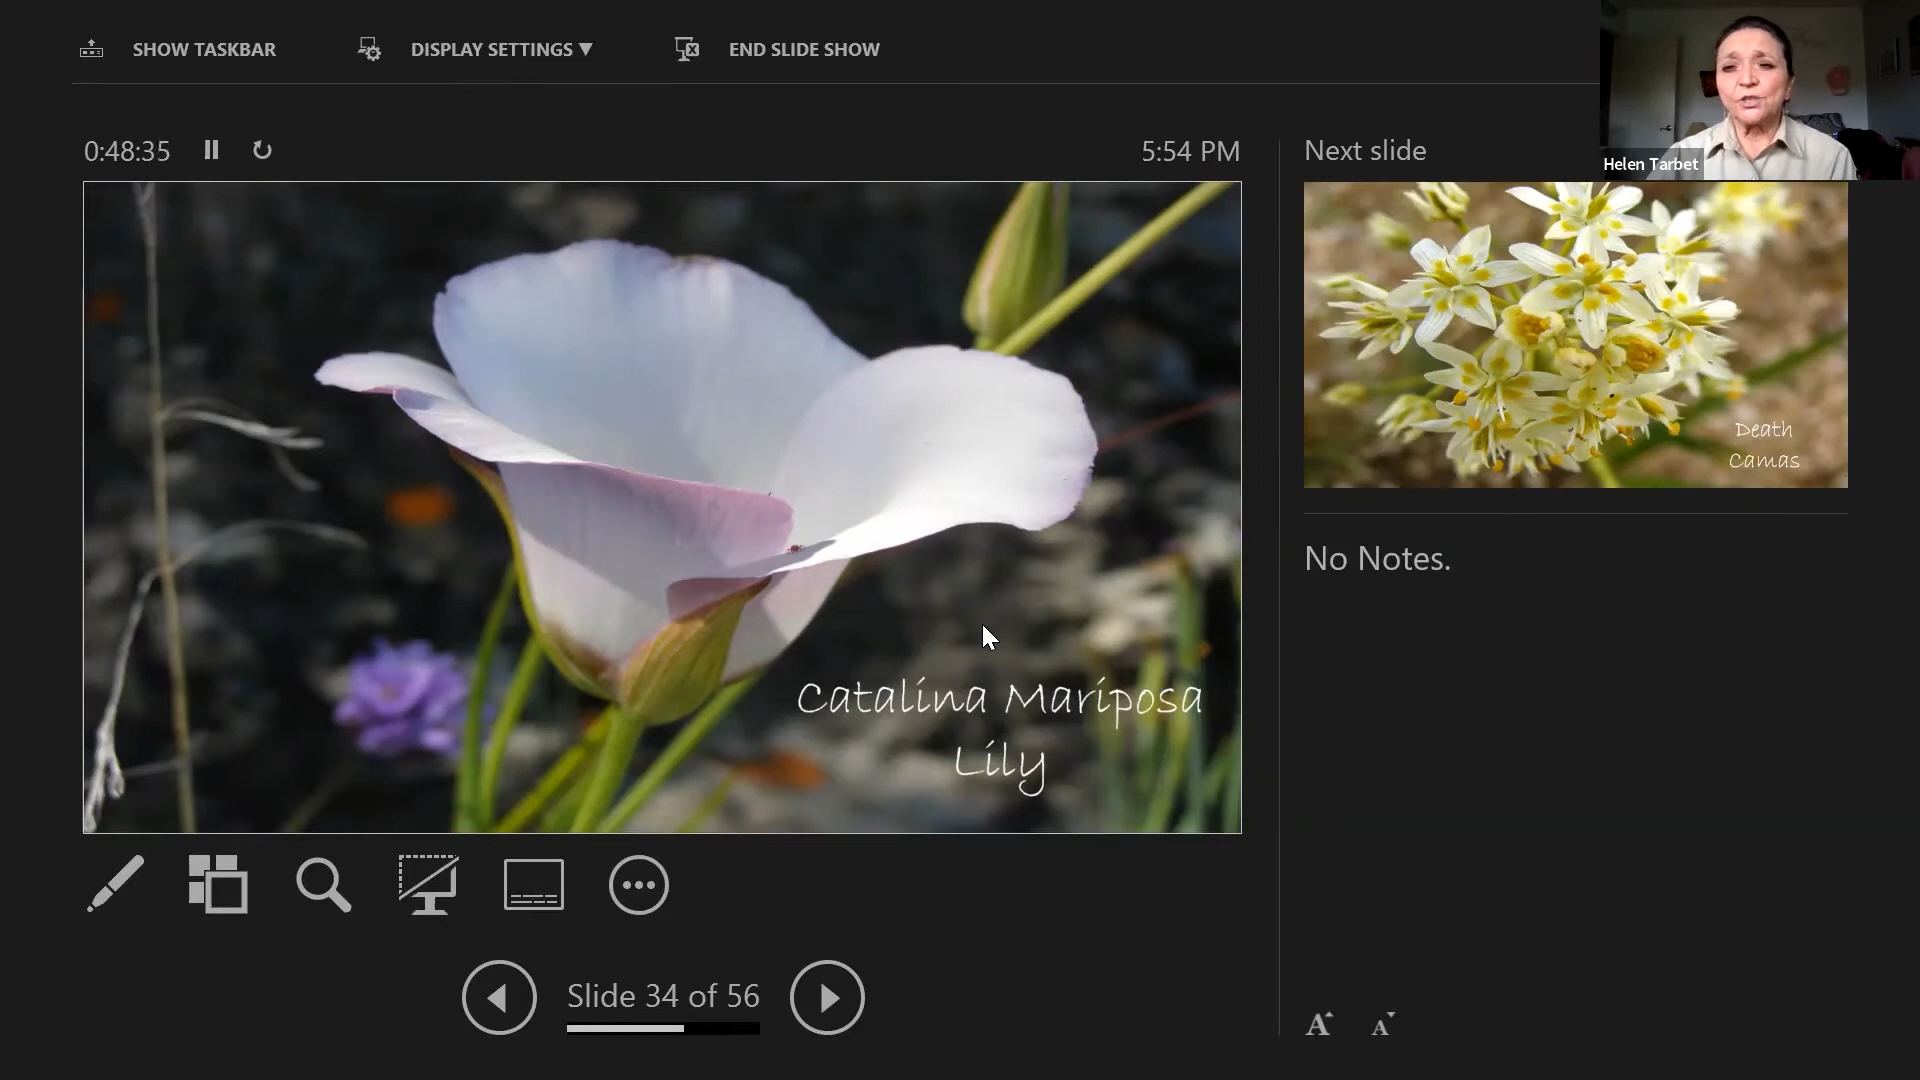 SHOW TASKBAR
DISPLAY SETTINGS ▼
END SLIDE SHOW
Helen Tarbet
0:48:35
5:54 PM
Next slide
Catalina Mariposa
Lily
Death
Camas
No Notes.
Slide 34 of 56
A A